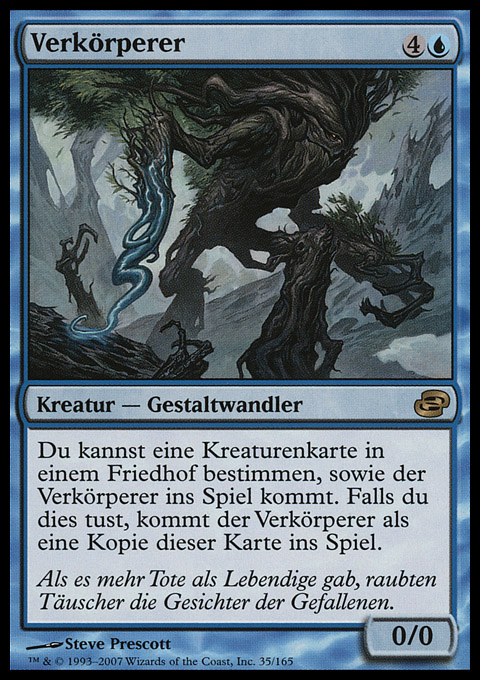 Verkörperer
4
Kreatur — Gestaltwandler
Du kannst eine Kreaturenkarte in
einem Friedhof bestimmen, sowie der
Verkörperer ins Spiel kommt. Falls du
dies tust, kommt der Verkörperer als
eine Kopie dieser Karte ins Spiel.
Als es mehr Tote als Lebendige gab, raubten
Täuscher die Gesichter der Gefallenen.
Steve Prescott
0/0
™ & © 1993–2007 Wizards of the Coast, Inc. 35/165